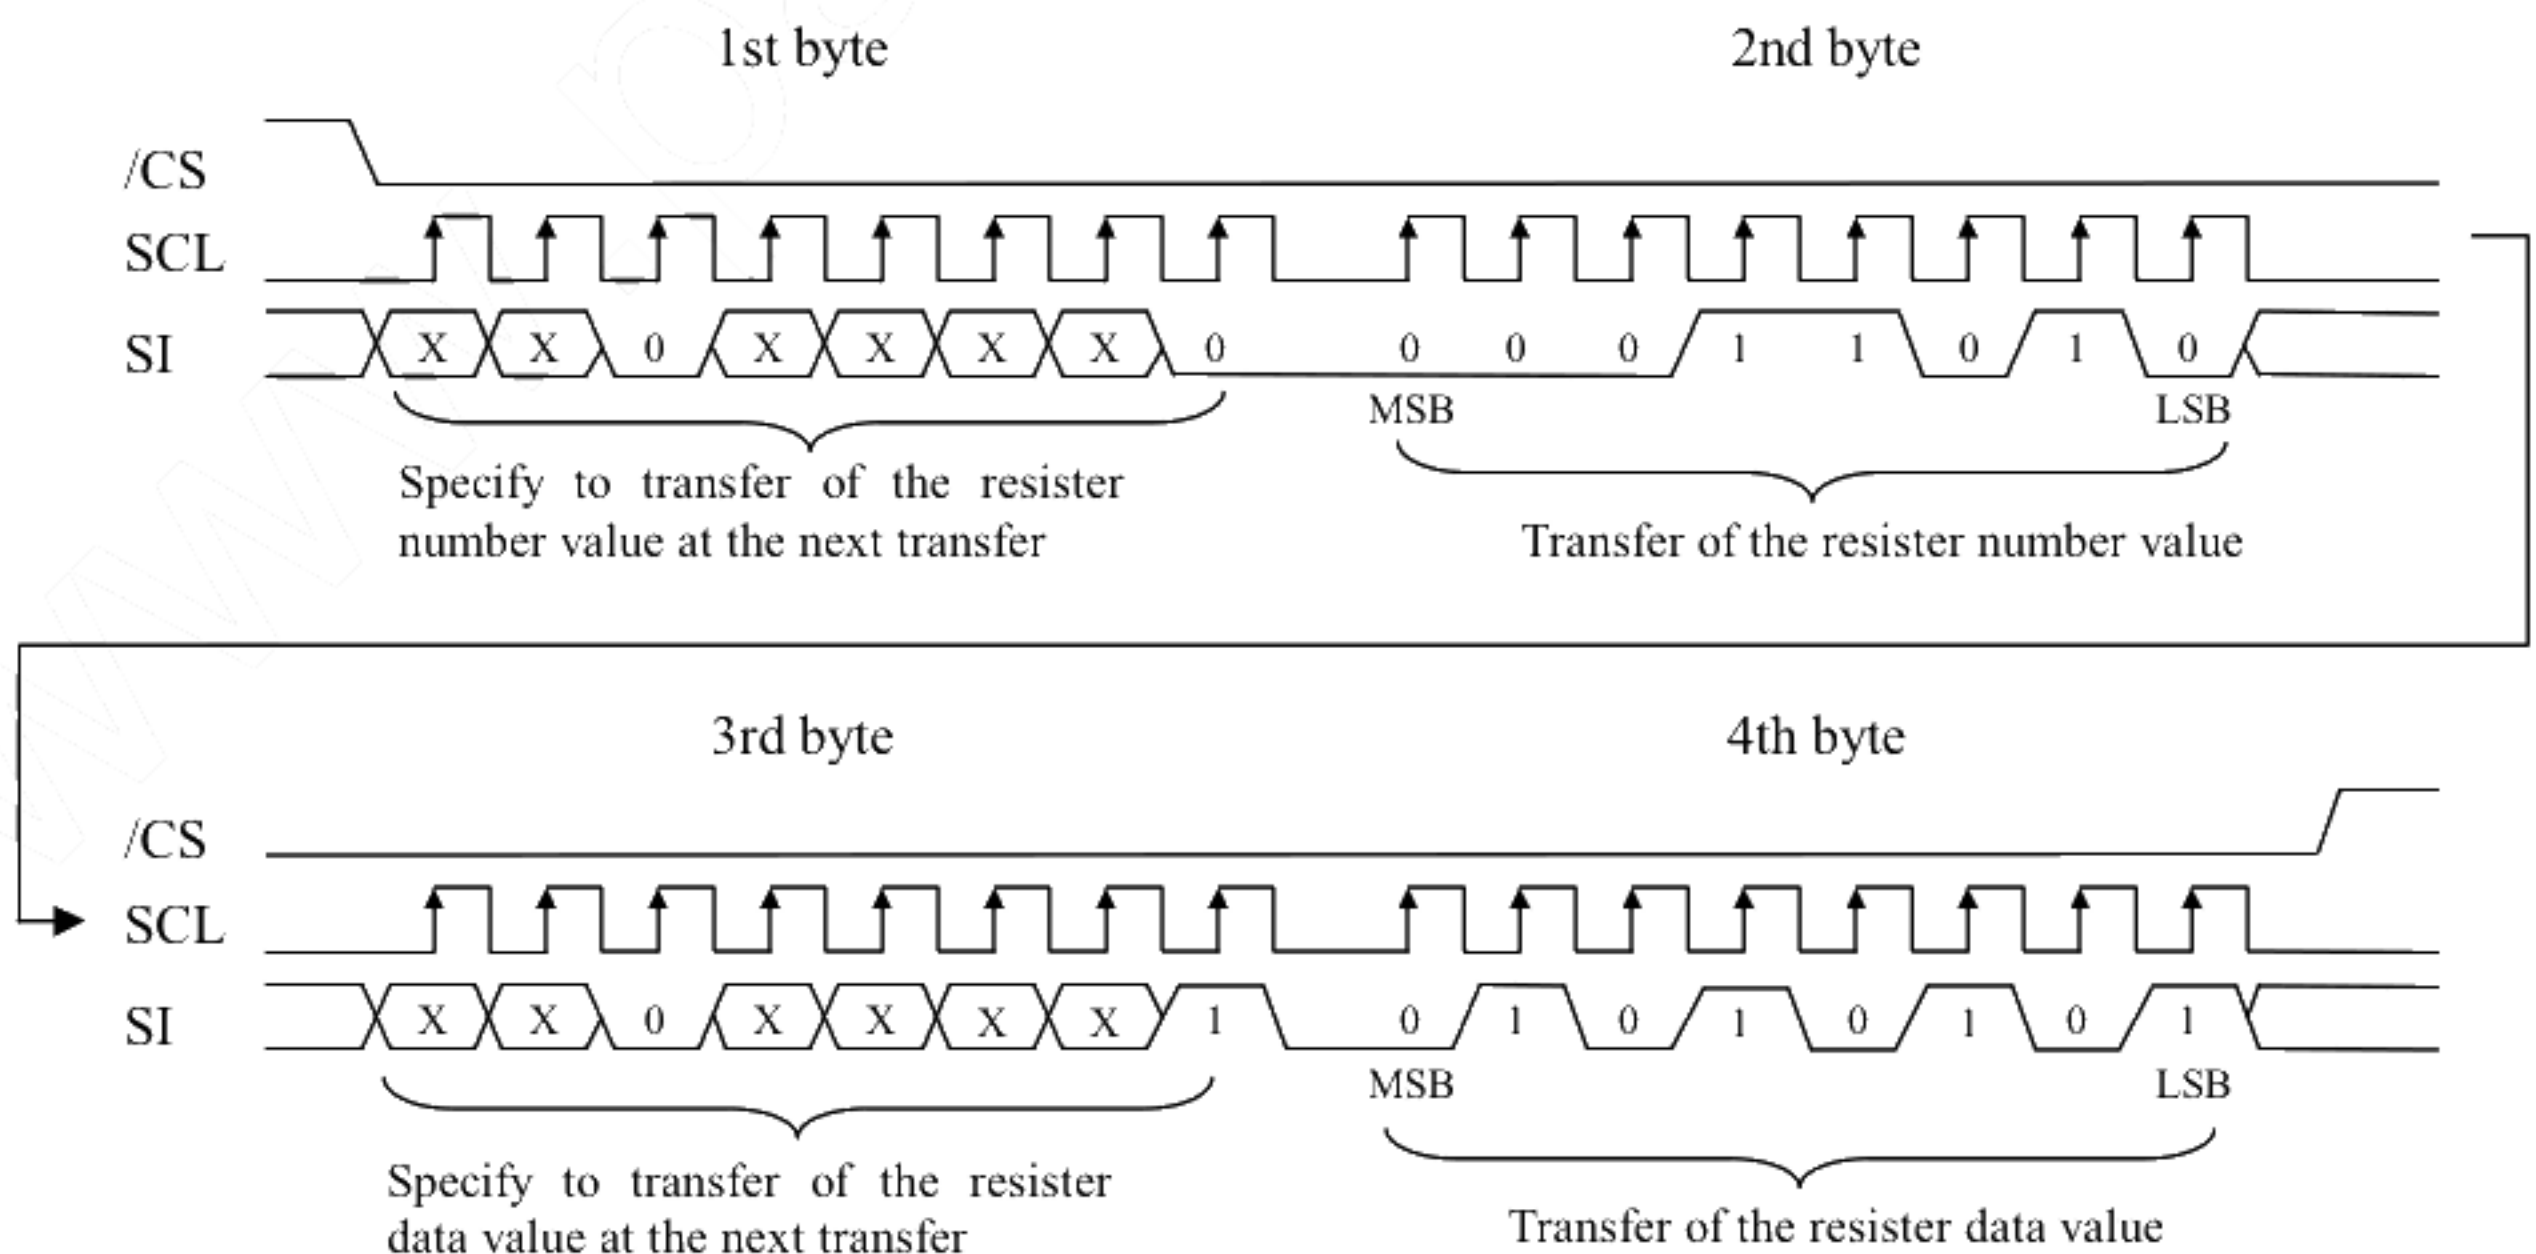 1st byte 2nd byte
/CS
SCL
SI X X 0 X X X X 0 0 0 0 1 1 0 1 0
MSB LSB
Specify to transfer of the resister
number value at the next transfer
Transfer of the resister number value
3rd byte 4th byte
/CS
SCL
SI X X 0 X X X X 1 0 1 0 1 0 1 0 1
MSB LSB
Specify to transfer of the resister
data value at the next transfer
Transfer of the resister data value